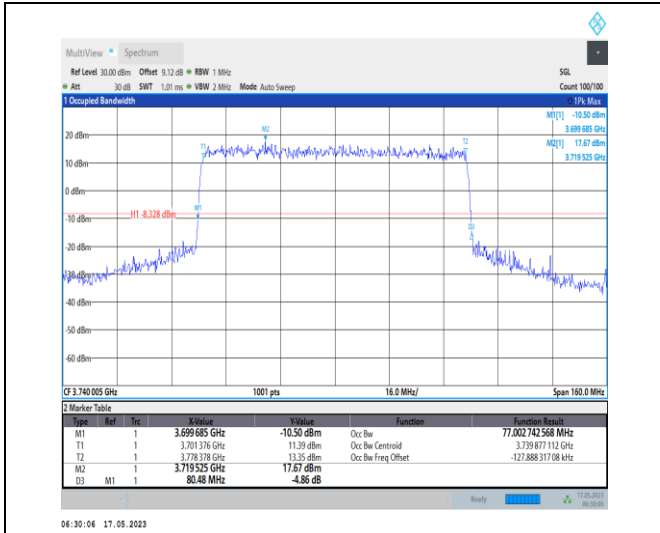 MultiView Spectrum
Ref Level 30.00 dBm Offset 9.12 dB RBW 1 MHz SGL
Att 30 dB SWT 1.01 ms VBW 2 MHz Mode Auto Sweep Count 100/100
1 Occupied Bandwidth 1Pk Max
M1[1] -10.50 dBm
3.699 685 GHz
M2[1] 17.67 dBm
3.719 525 GHz
M2
T1
T2
20 dBm
10 dBm
0 dBm
M1
H1 -8.328 dBm
-10 dBm
D3
-20 dBm
-30 dBm
-40 dBm
-50 dBm
-60 dBm
CF 3.740 005 GHz 1001 pts 16.0 MHz/ Span 160.0 MHz
2 Marker Table
Type Ref Trc X-Value Y-Value Function Function Result
M1 1 3.699 685 GHz -10.50 dBm Occ Bw 77.002 742 568 MHz
T1 1 3.701 376 GHz 11.39 dBm Occ Bw Centroid 3.739 877 112 GHz
T2 1 3.778 378 GHz 13.35 dBm Occ Bw Freq Offset -127.888 317 08 kHz
M2 1 3.719 525 GHz 17.67 dBm
D3 M1 1 80.48 MHz -4.86 dB
Ready 17.05.2023
06:30:06
06:30:06 17.05.2023